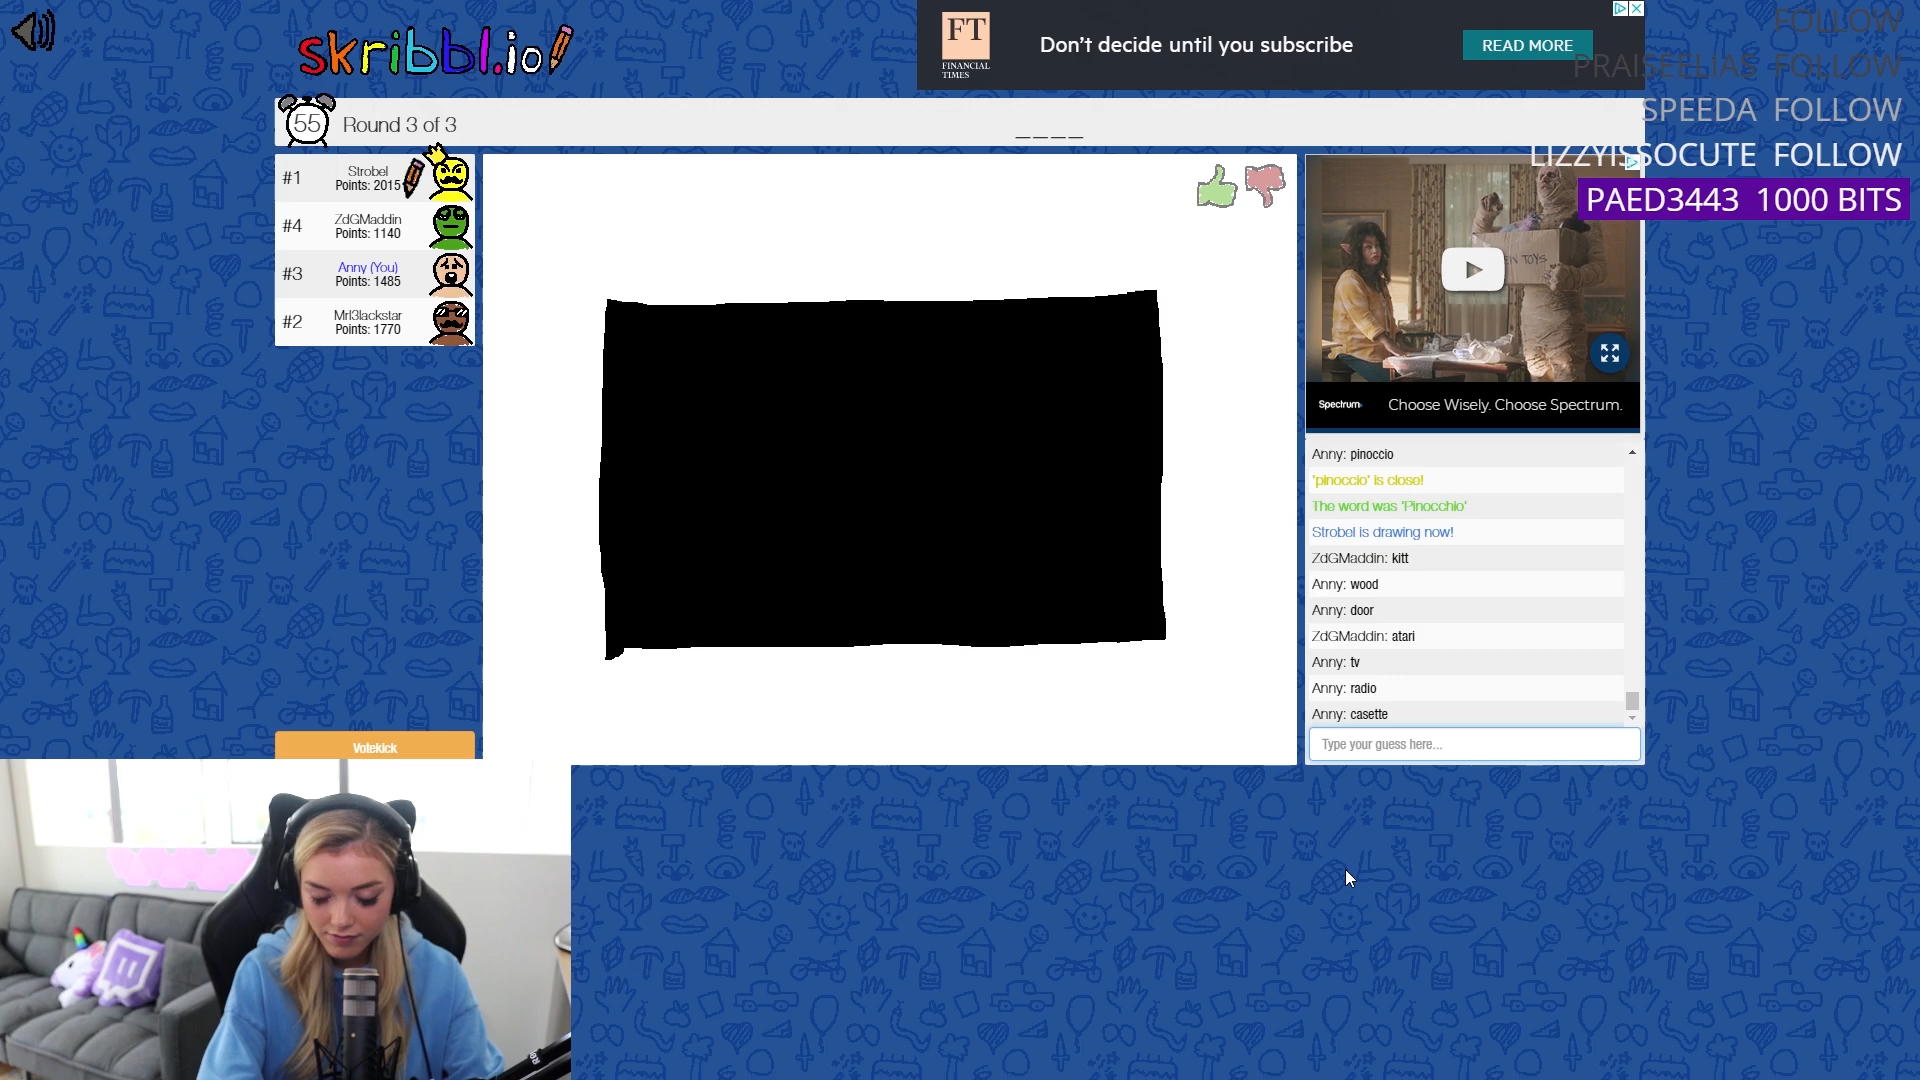 skribbl.io
FT
FINANCIAL
TIMES
Don't decide until you subscribe
READ MORE
FOLLOW
PRAISEELIAS FOLLOW
SPEEDA FOLLOW
LIZZYISSOCUTE FOLLOW
PAED3443 1000 BITS
55
Round 3 of 3
____
#1
Strobel
Points: 2015
#4
ZdGMaddin
Points: 1140
#3
Anny (You)
Points: 1485
#2
Mrl3lackstar
Points: 1770
Votekick
TOYS
Spectrum
Choose Wisely. Choose Spectrum.
Anny: pinoccio
'pinoccio' is close!
The word was 'Pinocchio'
Strobel is drawing now!
ZdGMaddin: kitt
Anny: wood
Anny: door
ZdGMaddin: atari
Anny: tv
Anny: radio
Anny: casette
Type your guess here...